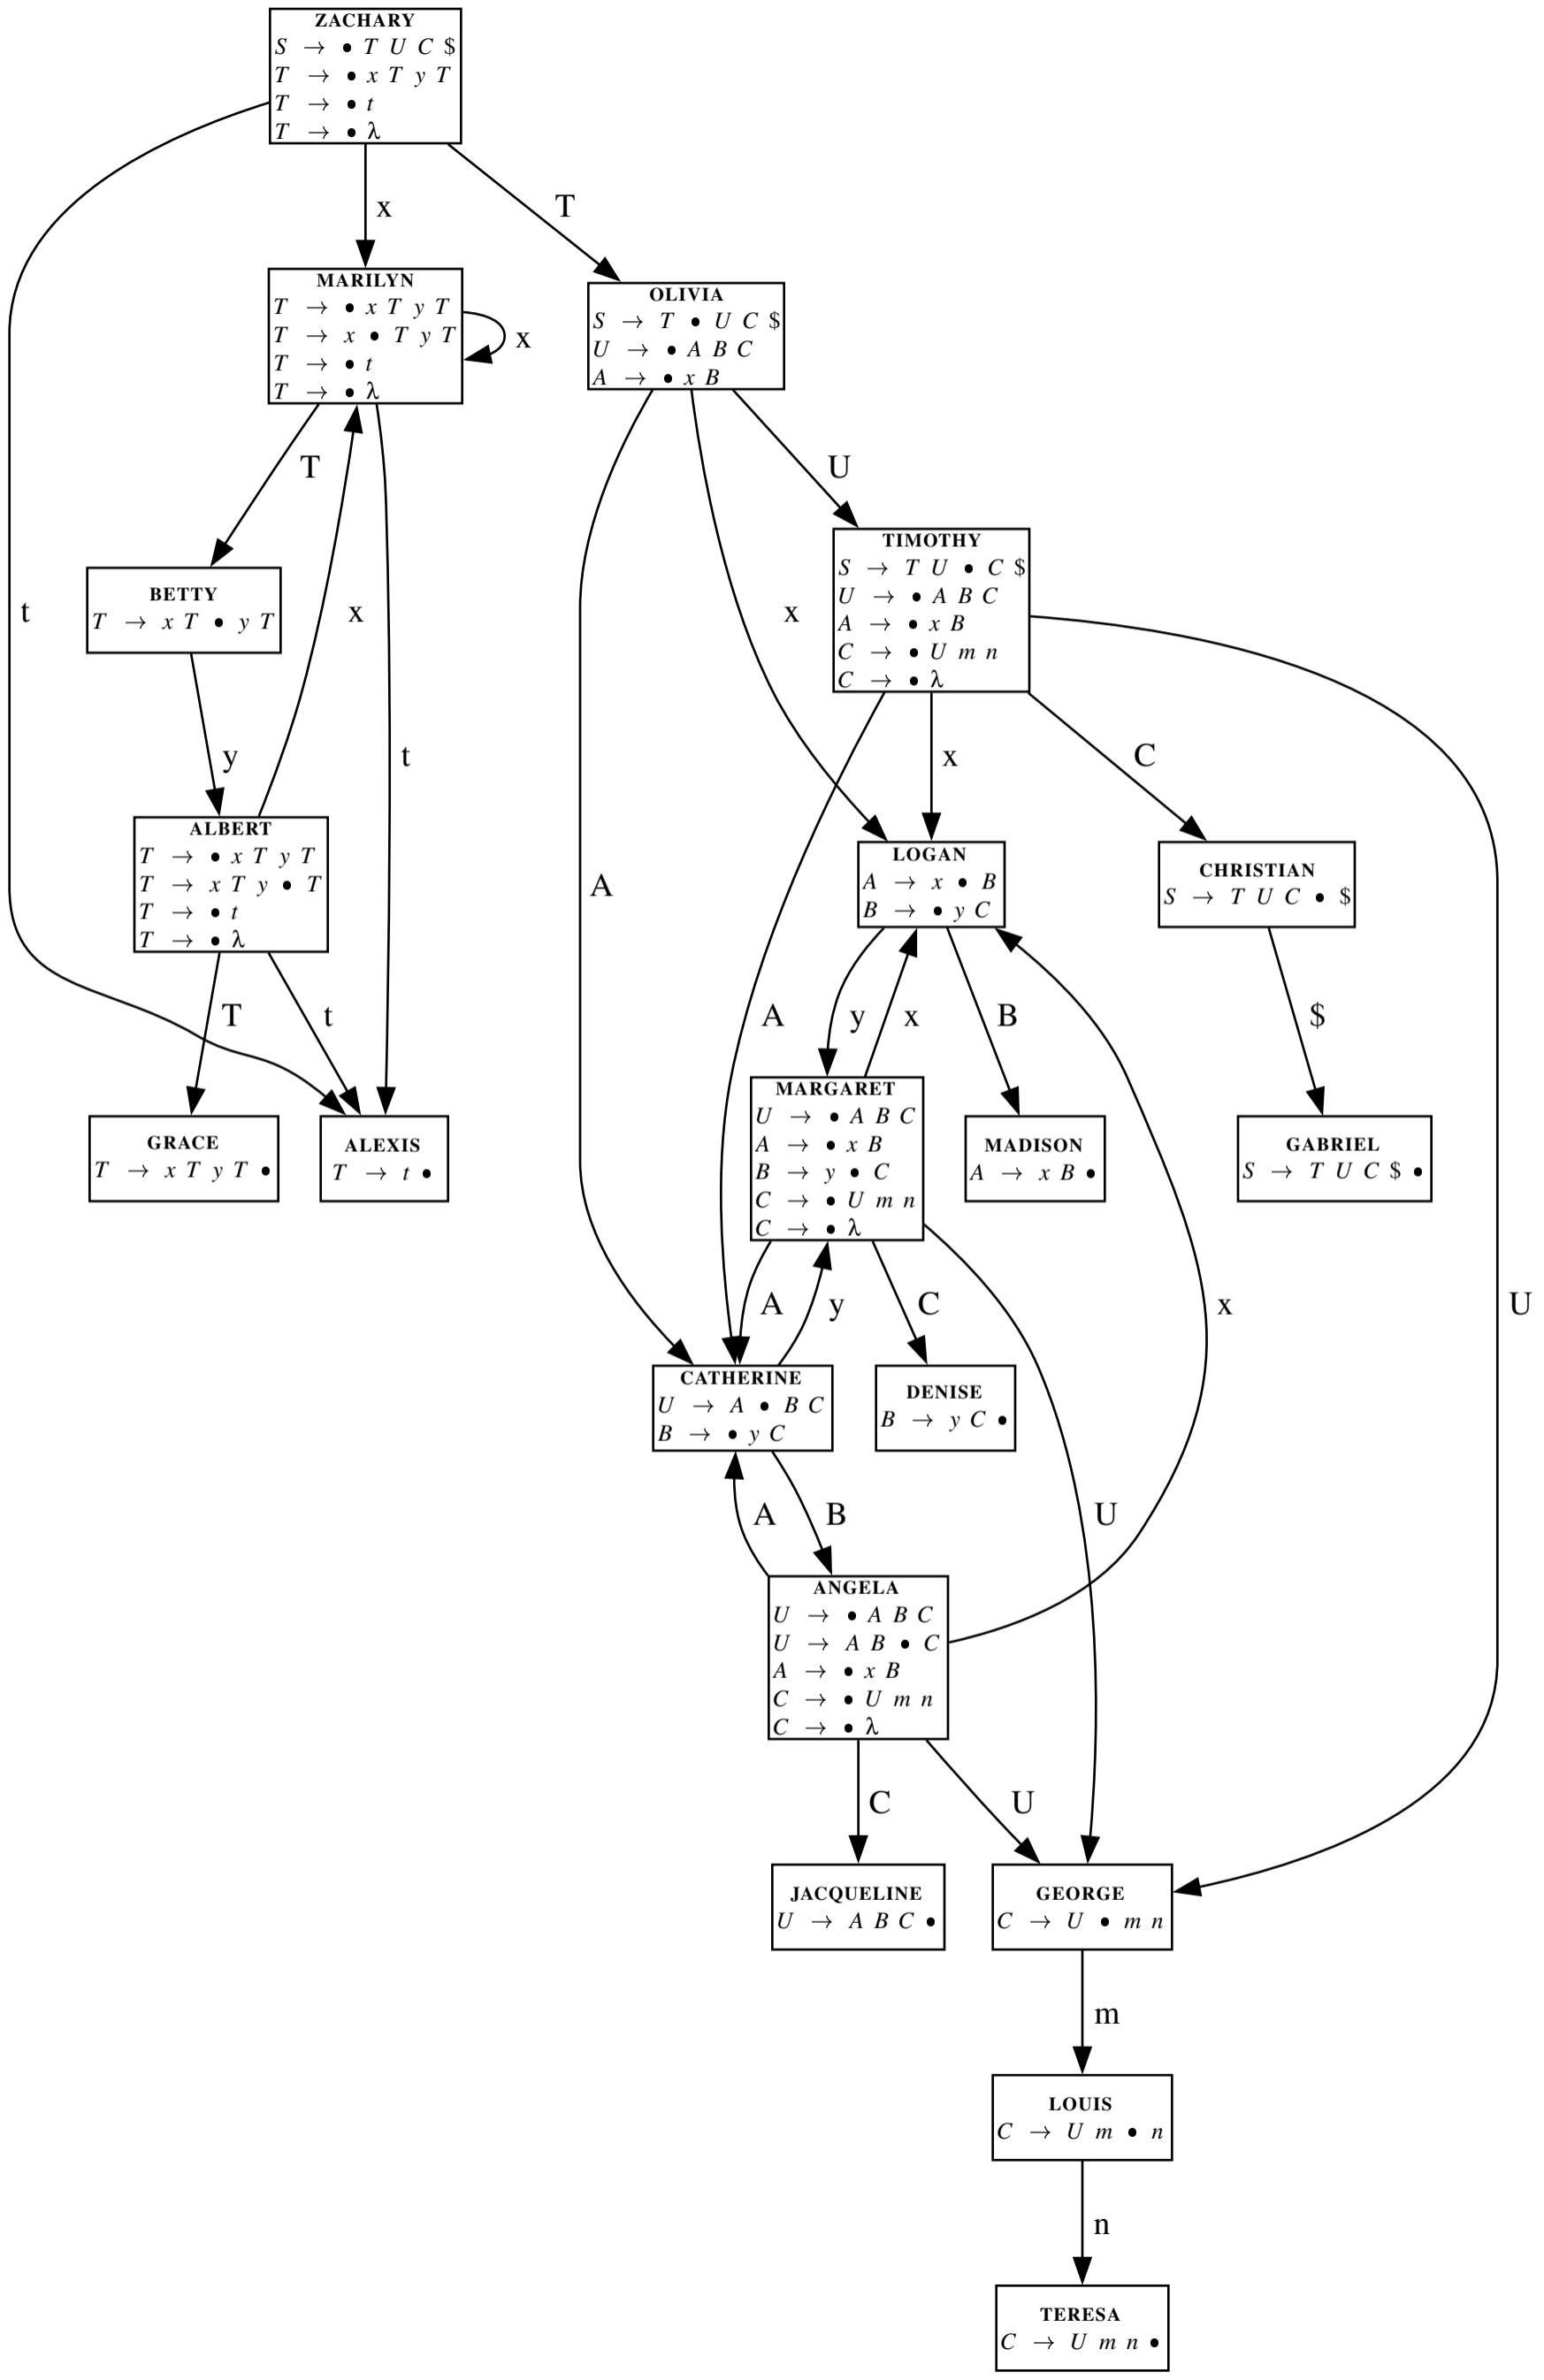 ZACHARY
S → • T U C $
T → • x T y T
T → • t
T → • λ
x
T
MARILYN
T → • x T y T
T → x • T y T
T → • t
T → • λ
x
OLIVIA
S → T • U C $
U → • A B C
A → • x B
T
U
TIMOTHY
S → T U • C $
U → • A B C
A → • x B
C → • U m n
C → • λ
BETTY
T → x T • y T
t
x
x
y
t
x
C
ALBERT
T → • x T y T
T → x T y • T
T → • t
T → • λ
A
LOGAN
A → x • B
B → • y C
CHRISTIAN
S → T U C • $
T
t
A
y
x
B
$
GRACE
T → x T y T •
ALEXIS
T → t •
MARGARET
U → • A B C
A → • x B
B → y • C
C → • U m n
C → • λ
MADISON
A → x B •
GABRIEL
S → T U C $ •
A
y
C
x
U
CATHERINE
U → A • B C
B → • y C
DENISE
B → y C •
A
B
U
ANGELA
U → • A B C
U → A B • C
A → • x B
C → • U m n
C → • λ
C
U
JACQUELINE
U → A B C •
GEORGE
C → U • m n
m
LOUIS
C → U m • n
n
TERESA
C → U m n •